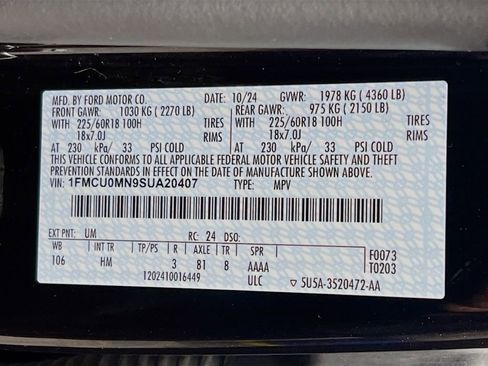 MFD. BY FORD MOTOR CO. DATE: 10/24 GVWR: 1978 KG ( 4360 LB)
FRONT GAWR: 1030 KG ( 2270 LB) REAR GAWR: 975 KG ( 2150 LB)
WITH 225/60R18 100H TIRES WITH 225/60R18 100H TIRES
18x7.0J RIMS 18x7.0J RIMS
AT 230 kPa/ 33 PSI COLD AT 230 kPa/ 33 PSI COLD
THIS VEHICLE CONFORMS TO ALL APPLICABLE FEDERAL MOTOR VEHICLE SAFETY AND THEFT
PREVENTION STANDARDS IN EFFECT ON THE DATE OF MANUFACTURE SHOWN ABOVE.
VIN: 1FMCU0MN9SUA20407 TYPE: MPV
EXT PNT: UM RC: 24 DSO:
WB INT TR TP/PS R AXLE TR SPR F0073
106 HM 3 81 8 AAAA T0203
1202410016449 ULC ▽ 5U5A-3520472-AA